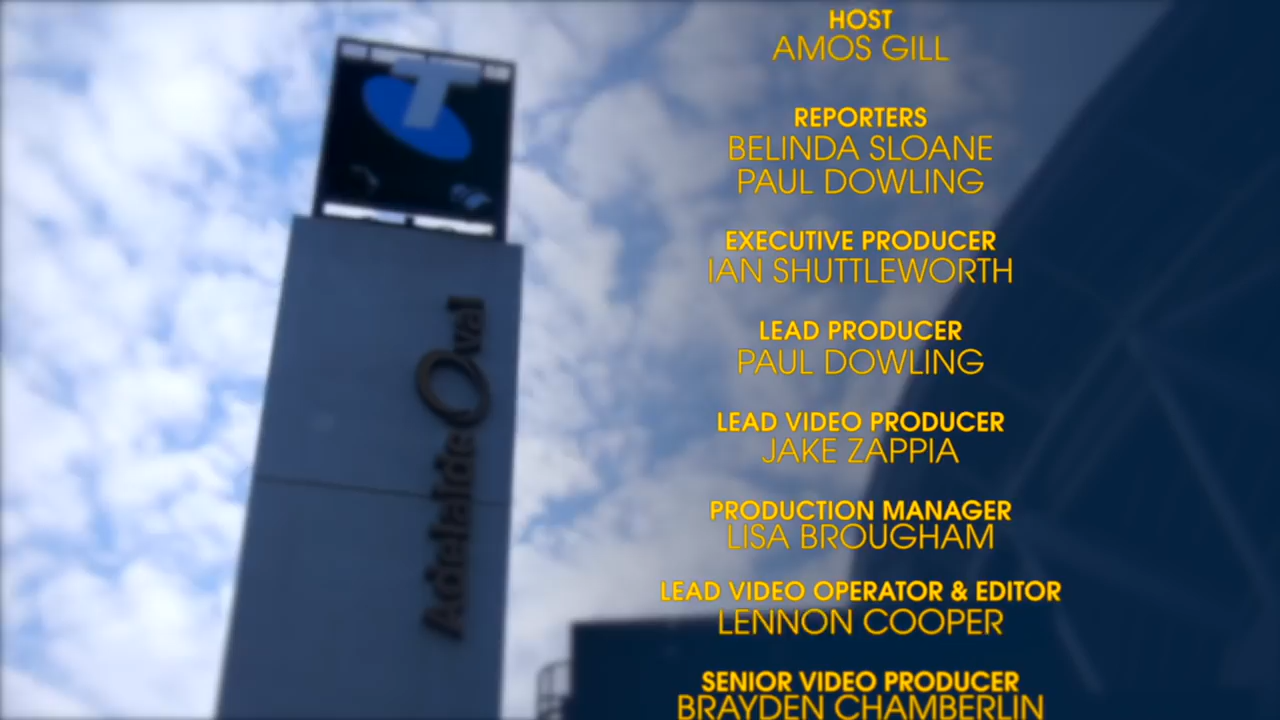 HOST
AMOS GILL
REPORTERS
BELINDA SLOANE
PAUL DOWLING
EXECUTIVE PRODUCER
IAN SHUTTLEWORTH
LEAD PRODUCER
PAUL DOWLING
LEAD VIDEO PRODUCER
JAKE ZAPPIA
PRODUCTION MANAGER
LISA BROUGHAM
LEAD VIDEO OPERATOR & EDITOR
LENNON COOPER
SENIOR VIDEO PRODUCER
BRAYDEN CHAMBERLIN
T
Adelaide Oval